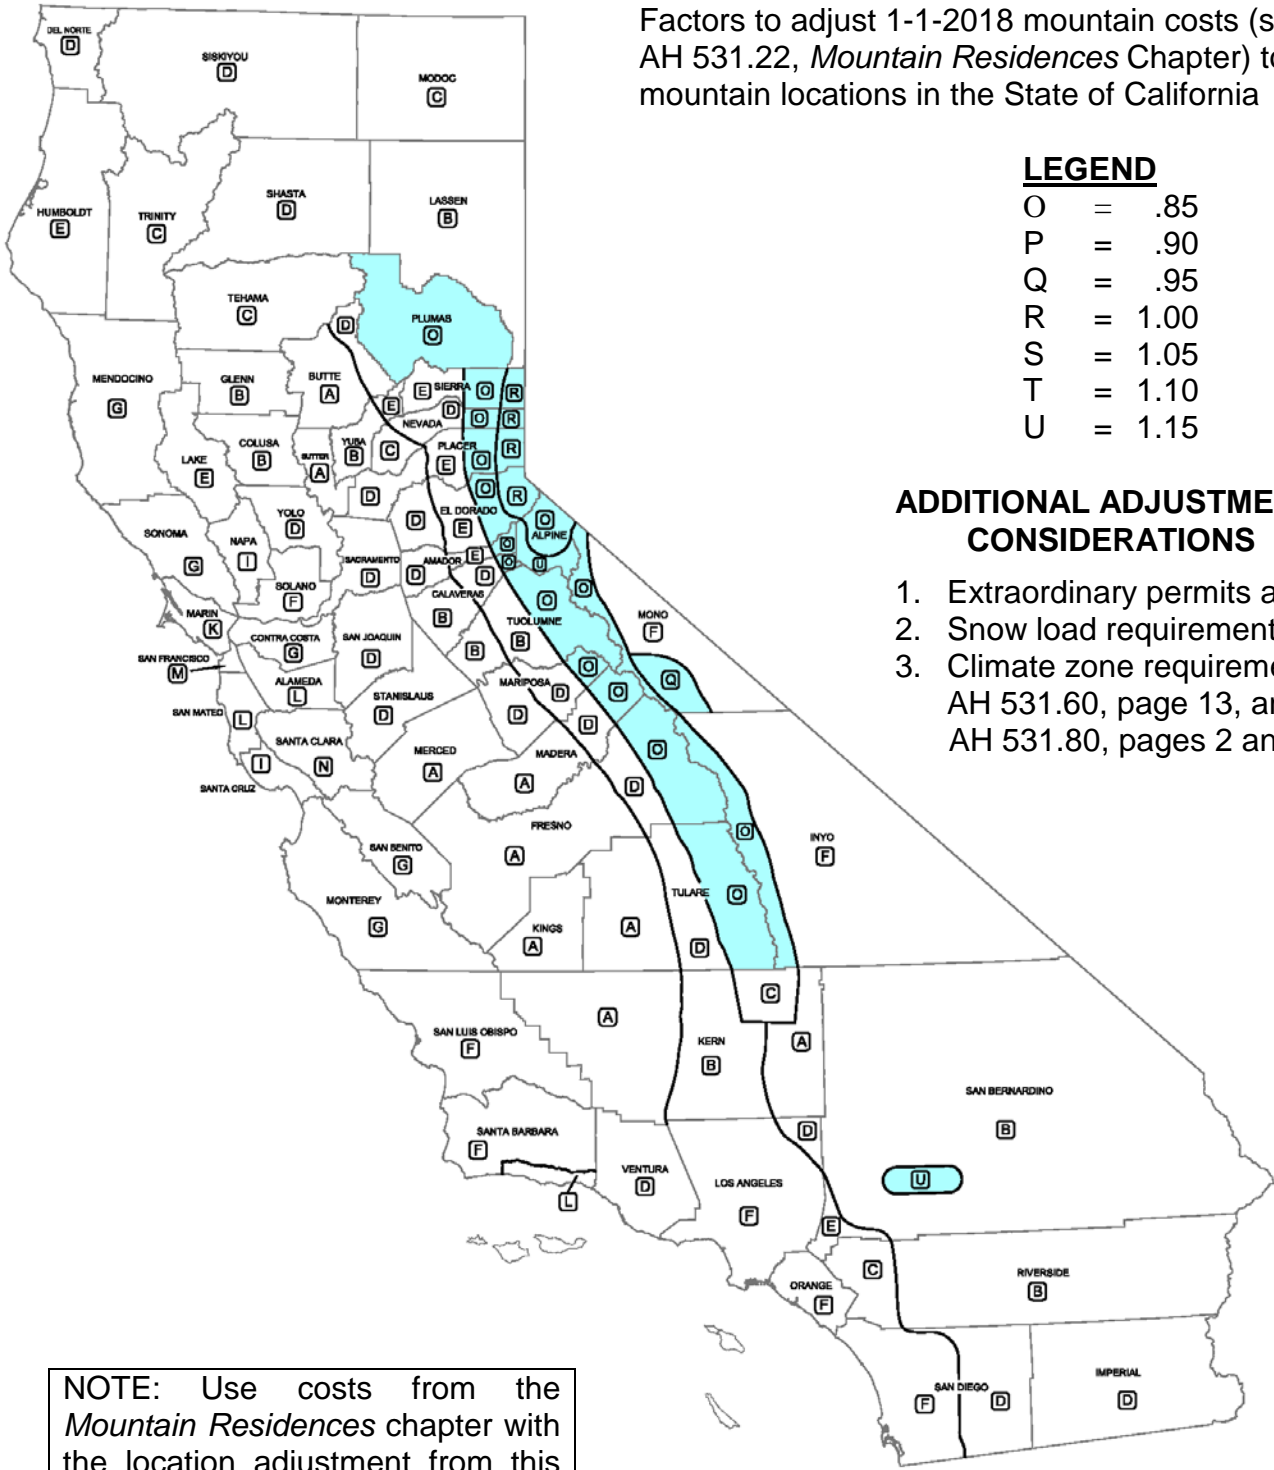 Factors to adjust 1-1-2018 mountain costs (s
AH 531.22, Mountain Residences Chapter) to
mountain locations in the State of California
LEGEND
O = .85
P = .90
Q = .95
R = 1.00
S = 1.05
T = 1.10
U = 1.15
ADDITIONAL ADJUSTME
CONSIDERATIONS
1. Extraordinary permits a
2. Snow load requirement
3. Climate zone requireme
AH 531.60, page 13, an
AH 531.80, pages 2 an
DEL NORTE
D
SISKIYOU
D
MODOC
C
HUMBOLDT
E
TRINITY
C
SHASTA
D
LASSEN
B
TEHAMA
C
D
PLUMAS
O
MENDOCINO
G
GLENN
B
BUTTE
A
E
E SIERRA O R
D O R
NEVADA
LAKE
E
COLUSA
B
SUTTER
A
YUBA
B
C
PLACER
E
O
R
D
O
R
SONOMA
G
NAPA
I
YOLO
D
D
EL DORADO
E
O
ALPINE
O
O
U
O
SACRAMENTO
D
D
AMADOR
E
D
SOLANO
F
CALAVERAS
B
B
TUOLUMNE
B
O
MONO
F
Q
MARIN
K
CONTRA COSTA
G
SAN JOAQUIN
D
SAN FRANCISCO
M
ALAMEDA
L
SAN MATEO
L
STANISLAUS
D
MARIPOSA
D
D
O
O
SANTA CLARA
N
I
SANTA CRUZ
MERCED
A
MADERA
A
D
O
D
FRESNO
A
O
INYO
F
SAN BENITO
G
MONTEREY
G
KINGS
A
A
TULARE
D
O
C
SAN LUIS OBISPO
F
A
KERN
B
A
SAN BERNARDINO
B
SANTA BARBARA
F
L
VENTURA
D
LOS ANGELES
F
D
U
E
C
ORANGE
F
RIVERSIDE
B
SAN DIEGO
F
D
IMPERIAL
D
NOTE: Use costs from the
Mountain Residences chapter with
the location adjustment from this